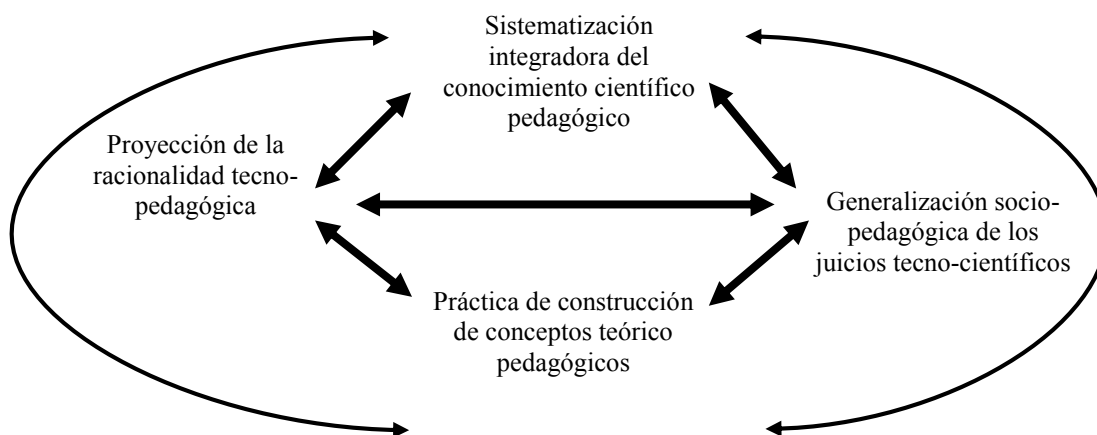 Sistematización
integradora del
conocimiento científico
pedagógico
Proyección de la
racionalidad tecno-
pedagógica
Generalización socio-
pedagógica de los
juicios tecno-científicos
Práctica de construcción
de conceptos teórico
pedagógicos